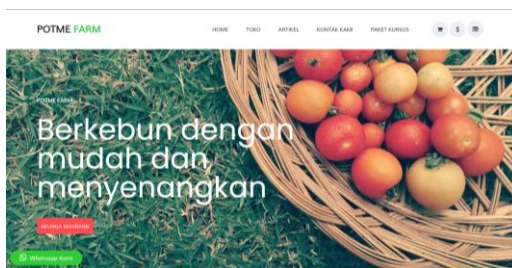 POTME FARM
HOME TOKO ARTIKEL KONTAK KAMI PAKET KURSUS
POTME FARM
Berkebun dengan
mudah dan
menyenangkan
BELANJA SEKARANG
Whatsapp Kami